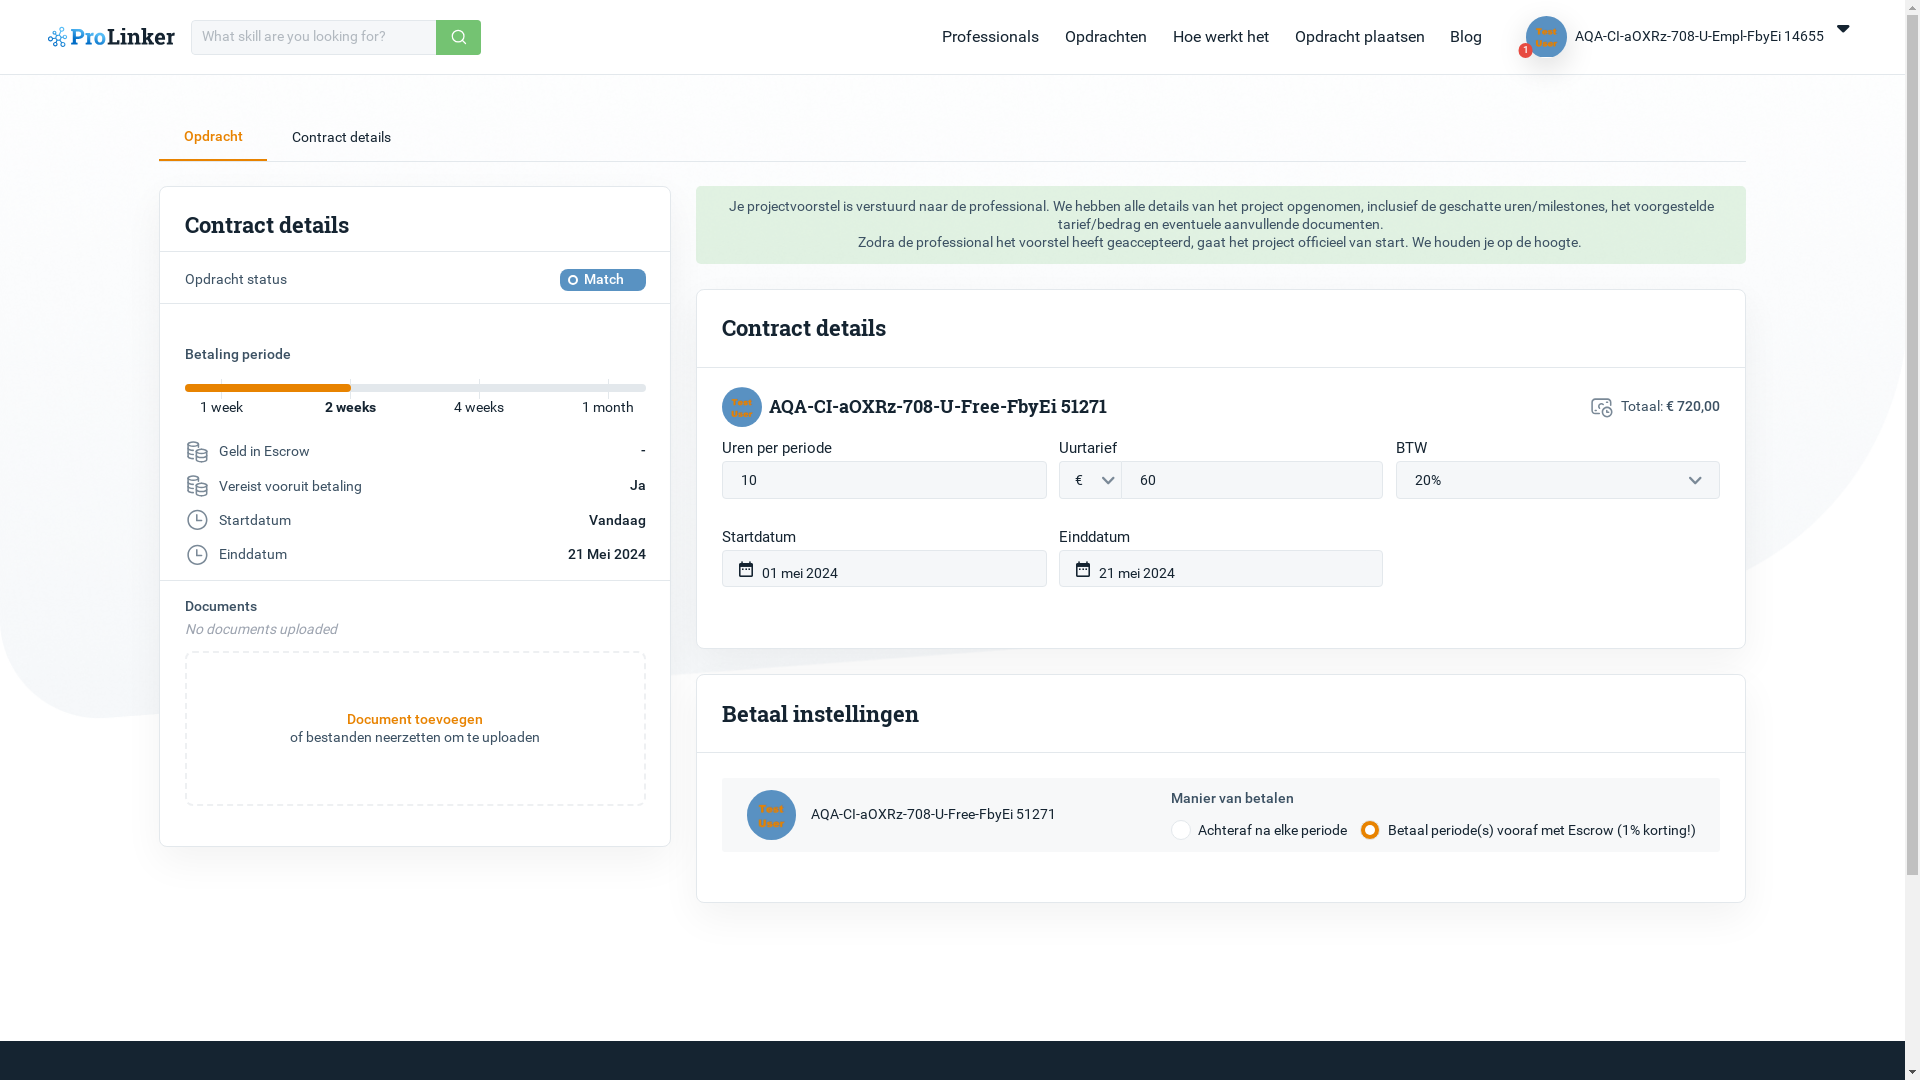 ProLinker
What skill are you looking for?
Professionals
Opdrachten
Hoe werkt het
Opdracht plaatsen
Blog
Test
User
1
AQA-CI-aOXRz-708-U-Empl-FbyEi 14655
Opdracht
Contract details
Contract details
Opdracht status
Match
Betaling periode
1 week
2 weeks
4 weeks
1 month
Geld in Escrow
-
Vereist vooruit betaling
Ja
Startdatum
Vandaag
Einddatum
21 Mei 2024
Documents
No documents uploaded
Document toevoegen
of bestanden neerzetten om te uploaden
Je projectvoorstel is verstuurd naar de professional. We hebben alle details van het project opgenomen, inclusief de geschatte uren/milestones, het voorgestelde
tarief/bedrag en eventuele aanvullende documenten.
Zodra de professional het voorstel heeft geaccepteerd, gaat het project officieel van start. We houden je op de hoogte.
Contract details
Test
User
AQA-CI-aOXRz-708-U-Free-FbyEi 51271
Totaal: € 720,00
Uren per periode
Uurtarief
BTW
10
€
60
20%
Startdatum
Einddatum
01 mei 2024
21 mei 2024
Betaal instellingen
Test
User
AQA-CI-aOXRz-708-U-Free-FbyEi 51271
Manier van betalen
Achteraf na elke periode
Betaal periode(s) vooraf met Escrow (1% korting!)